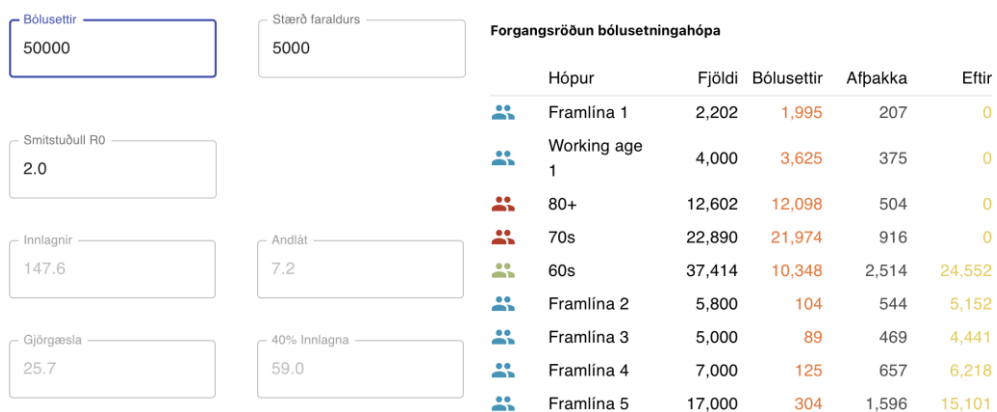 Bólusettir
50000
Stærð faraldurs
5000
Smitstuðull R0
2.0
Innlagnir
147.6
Andlát
7.2
Gjörgæsla
25.7
40% Innlagna
59.0
Forgangsröðun bólusetningahópa
Hópur Fjöldi Bólusettir Afþakka Eftir
Framlína 1 2,202 1,995 207 0
Working age
1 4,000 3,625 375 0
80+ 12,602 12,098 504 0
70s 22,890 21,974 916 0
60s 37,414 10,348 2,514 24,552
Framlína 2 5,800 104 544 5,152
Framlína 3 5,000 89 469 4,441
Framlína 4 7,000 125 657 6,218
Framlína 5 17,000 304 1,596 15,101